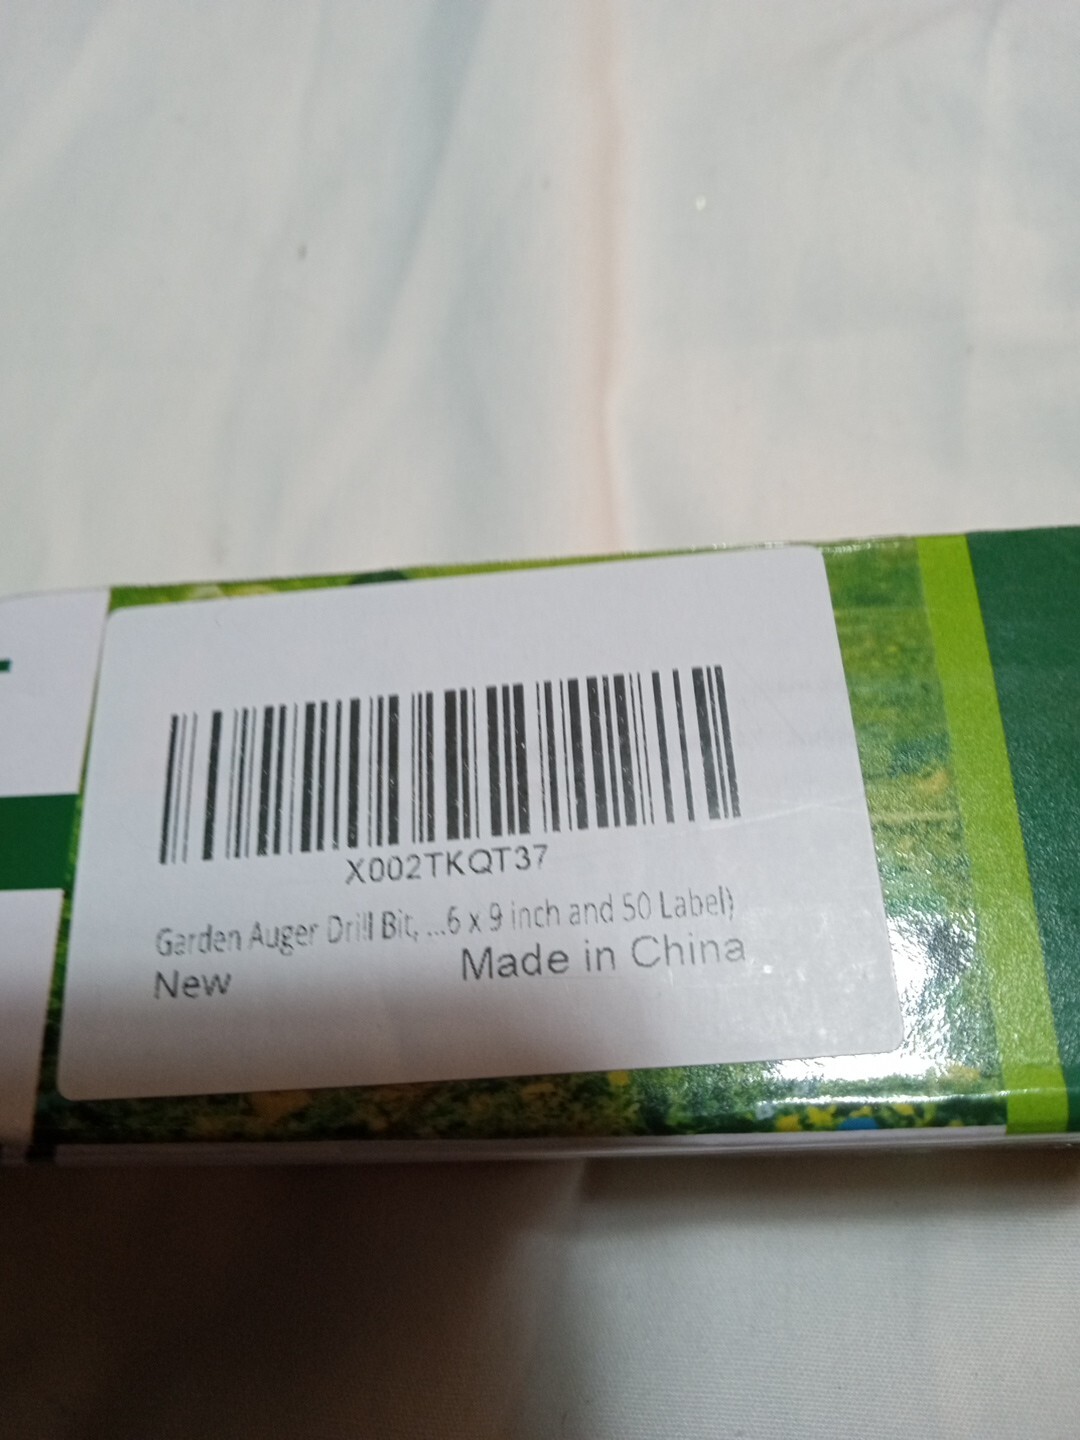 X002TKQT37
Garden Auger Drill Bit, ...6 x 9 inch and 50 Label)
New Made in China